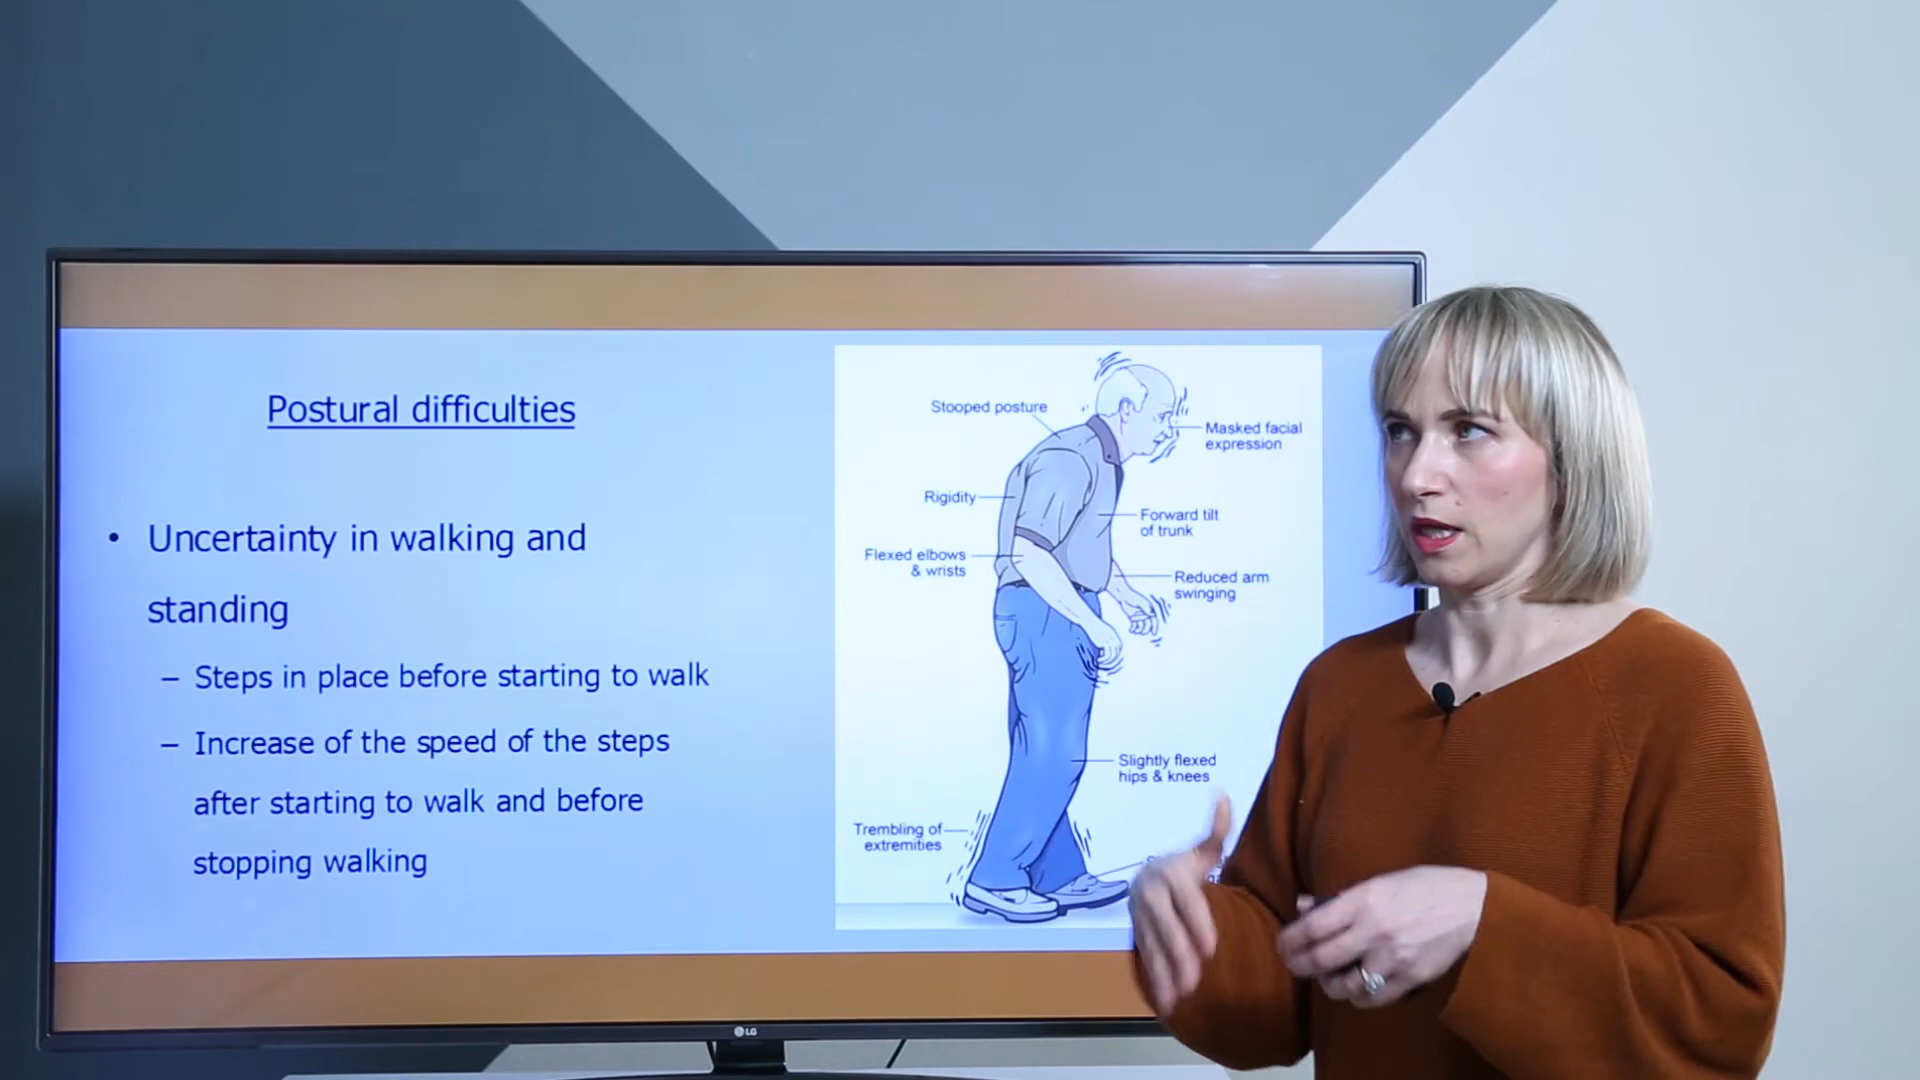 Postural difficulties
• Uncertainty in walking and
standing
– Steps in place before starting to walk
– Increase of the speed of the steps
after starting to walk and before
stopping walking
Stooped posture
Masked facial
expression
Rigidity
Forward tilt
of trunk
Flexed elbows
& wrists
Reduced arm
swinging
Slightly flexed
hips & knees
Trembling of
extremities
LG